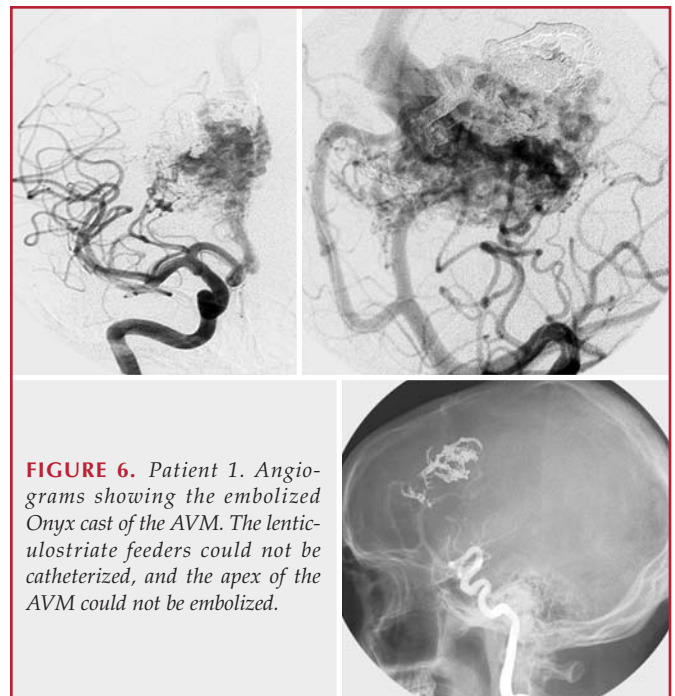 FIGURE 6. Patient 1. Angio-
grams showing the embolized
Onyx cast of the AVM. The lentic-
ulostriate feeders could not be
catheterized, and the apex of the
AVM could not be embolized.